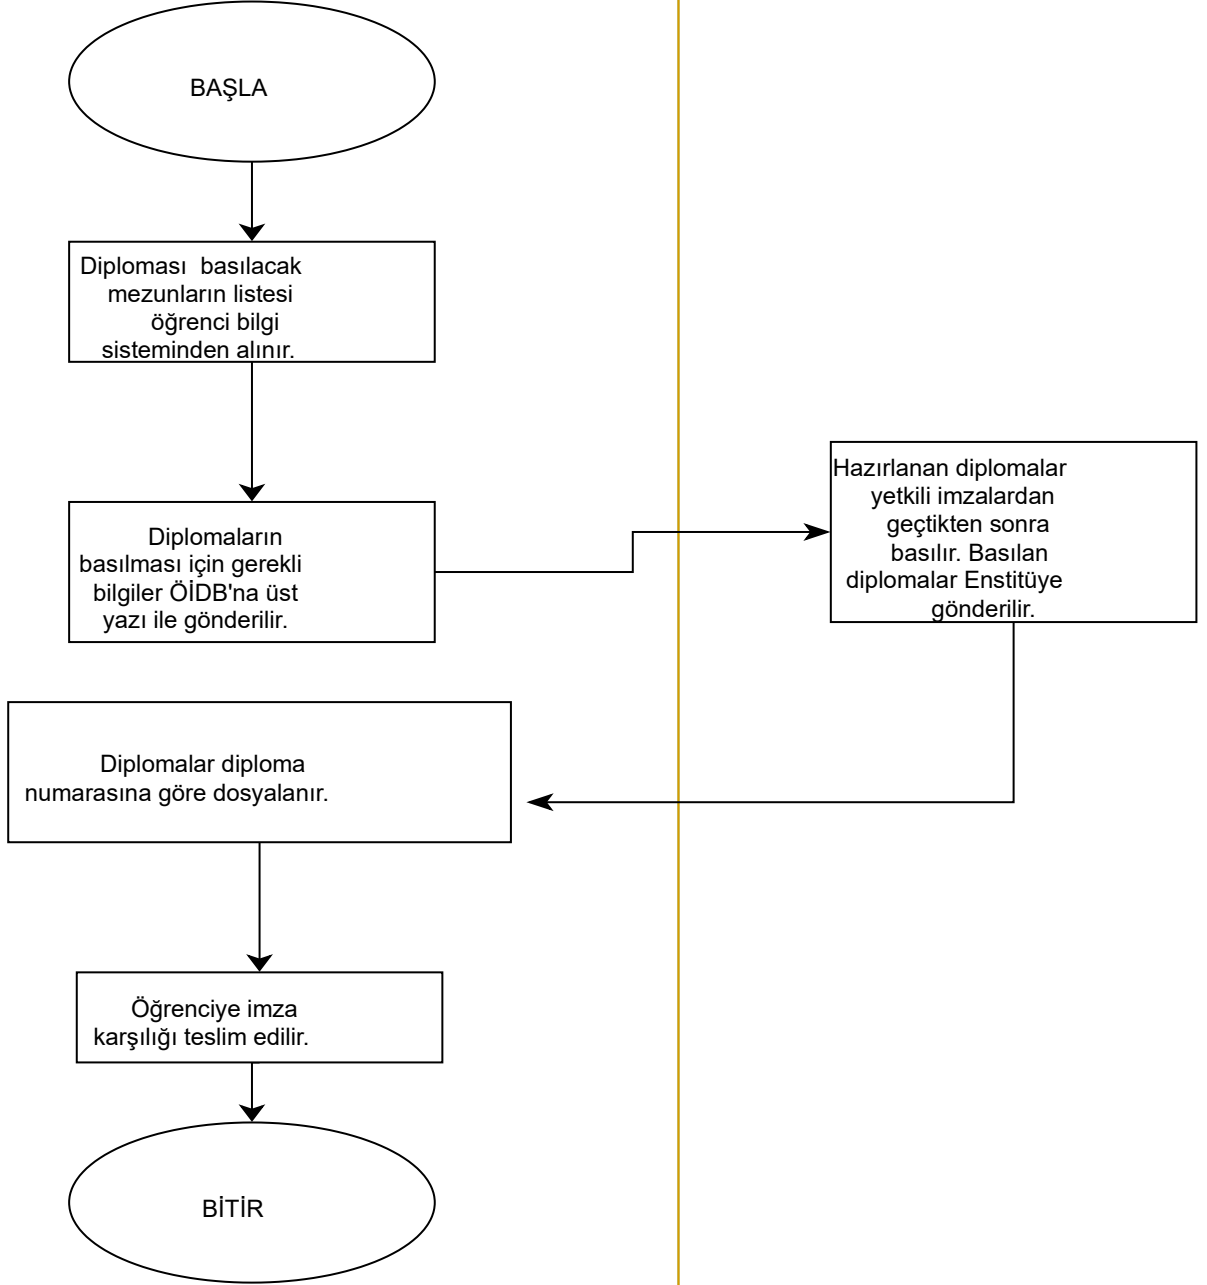 BAŞLA
Diploması basılacak
mezunların listesi
öğrenci bilgi
sisteminden alınır.
Diplomaların
basılması için gerekli
bilgiler ÖİDB'na üst
yazı ile gönderilir.
Hazırlanan diplomalar
yetkili imzalardan
geçtikten sonra
basılır. Basılan
diplomalar Enstitüye
gönderilir.
Diplomalar diploma
numarasına göre dosyalanır.
Öğrenciye imza
karşılığı teslim edilir.
BİTİR